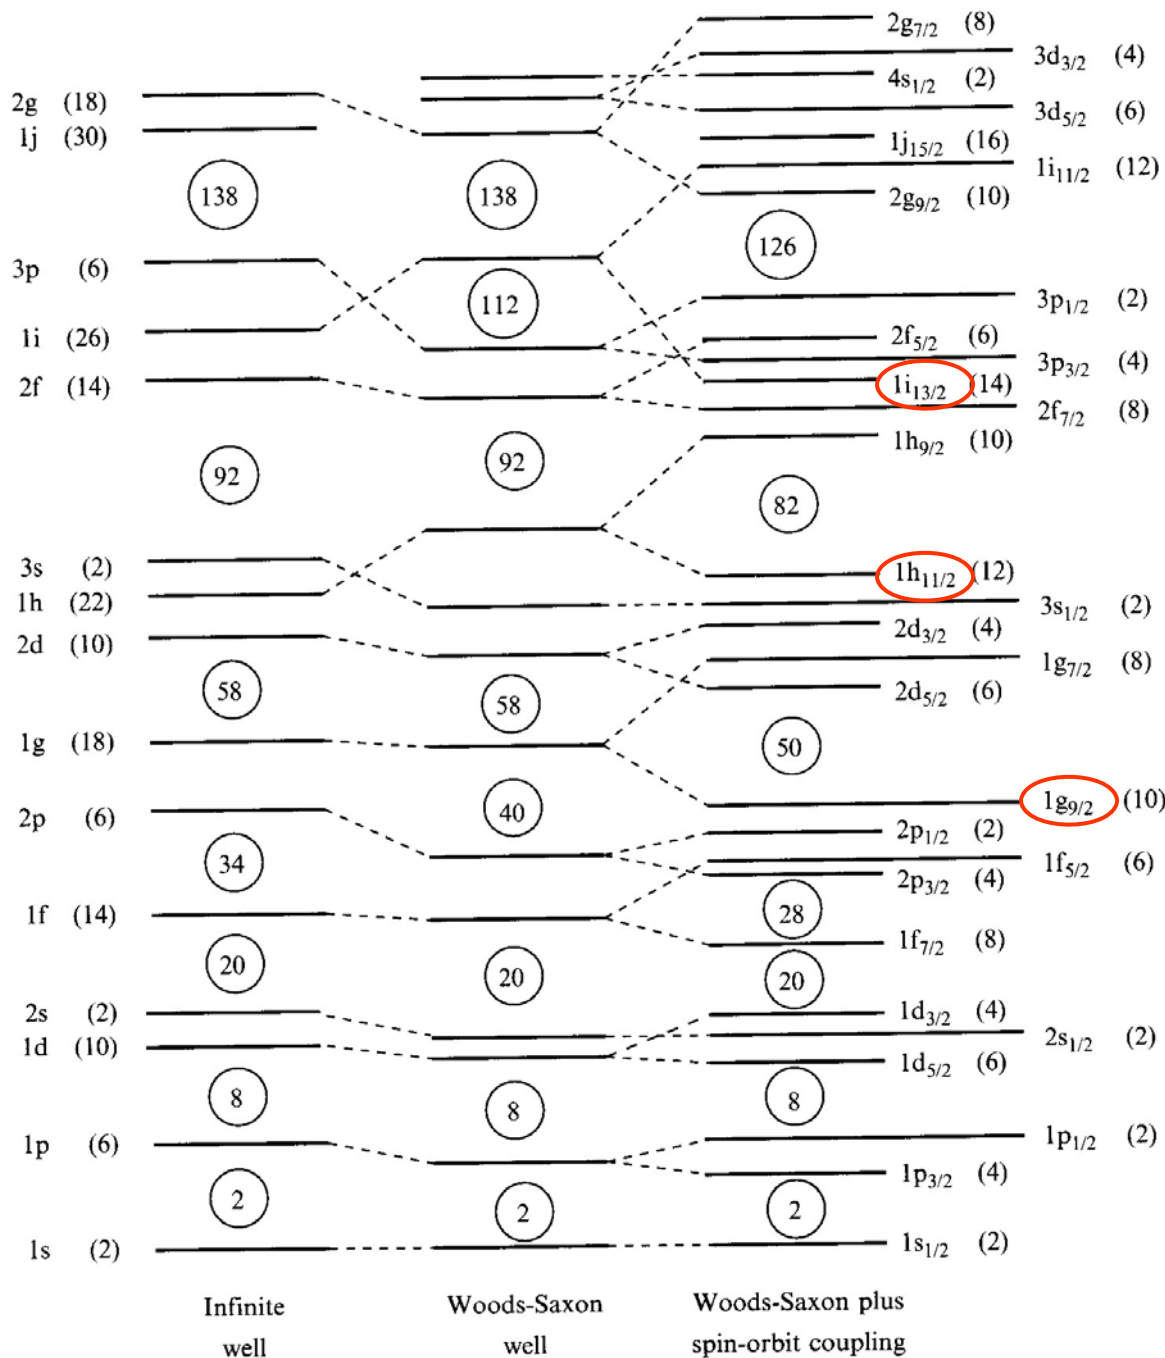 2g7/2 (8)
3d3/2 (4)
4s1/2 (2)
2g (18)
3d5/2 (6)
1j (30)
1j15/2 (16)
1i11/2 (12)
138
138
2g9/2 (10)
126
3p (6)
112
3p1/2 (2)
1i (26)
2f5/2 (6)
3p3/2 (4)
2f (14)
1i13/2 (14)
2f7/2 (8)
1h9/2 (10)
92
92
82
3s (2)
1h11/2 (12)
1h (22)
3s1/2 (2)
2d3/2 (4)
2d (10)
1g7/2 (8)
58
58
2d5/2 (6)
1g (18)
50
1g9/2 (10)
2p (6)
40
2p1/2 (2)
34
1f5/2 (6)
2p3/2 (4)
1f (14)
28
1f7/2 (8)
20
20
20
2s (2)
1d3/2 (4)
2s1/2 (2)
1d (10)
1d5/2 (6)
8
8
8
1p (6)
1p1/2 (2)
1p3/2 (4)
2
2
2
1s (2)
1s1/2 (2)
Infinite
well
Woods-Saxon
well
Woods-Saxon plus
spin-orbit coupling